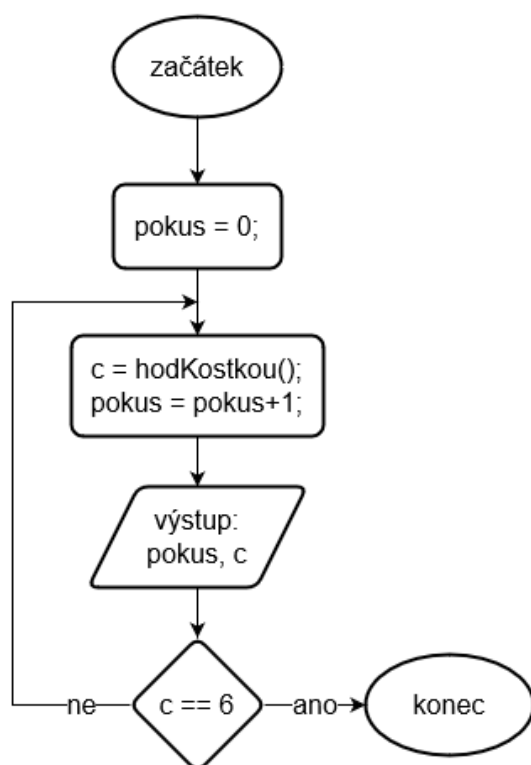 začátek
pokus = 0;
c = hodKostkou();
pokus = pokus+1;
výstup:
pokus, c
ne
c == 6
ano
konec